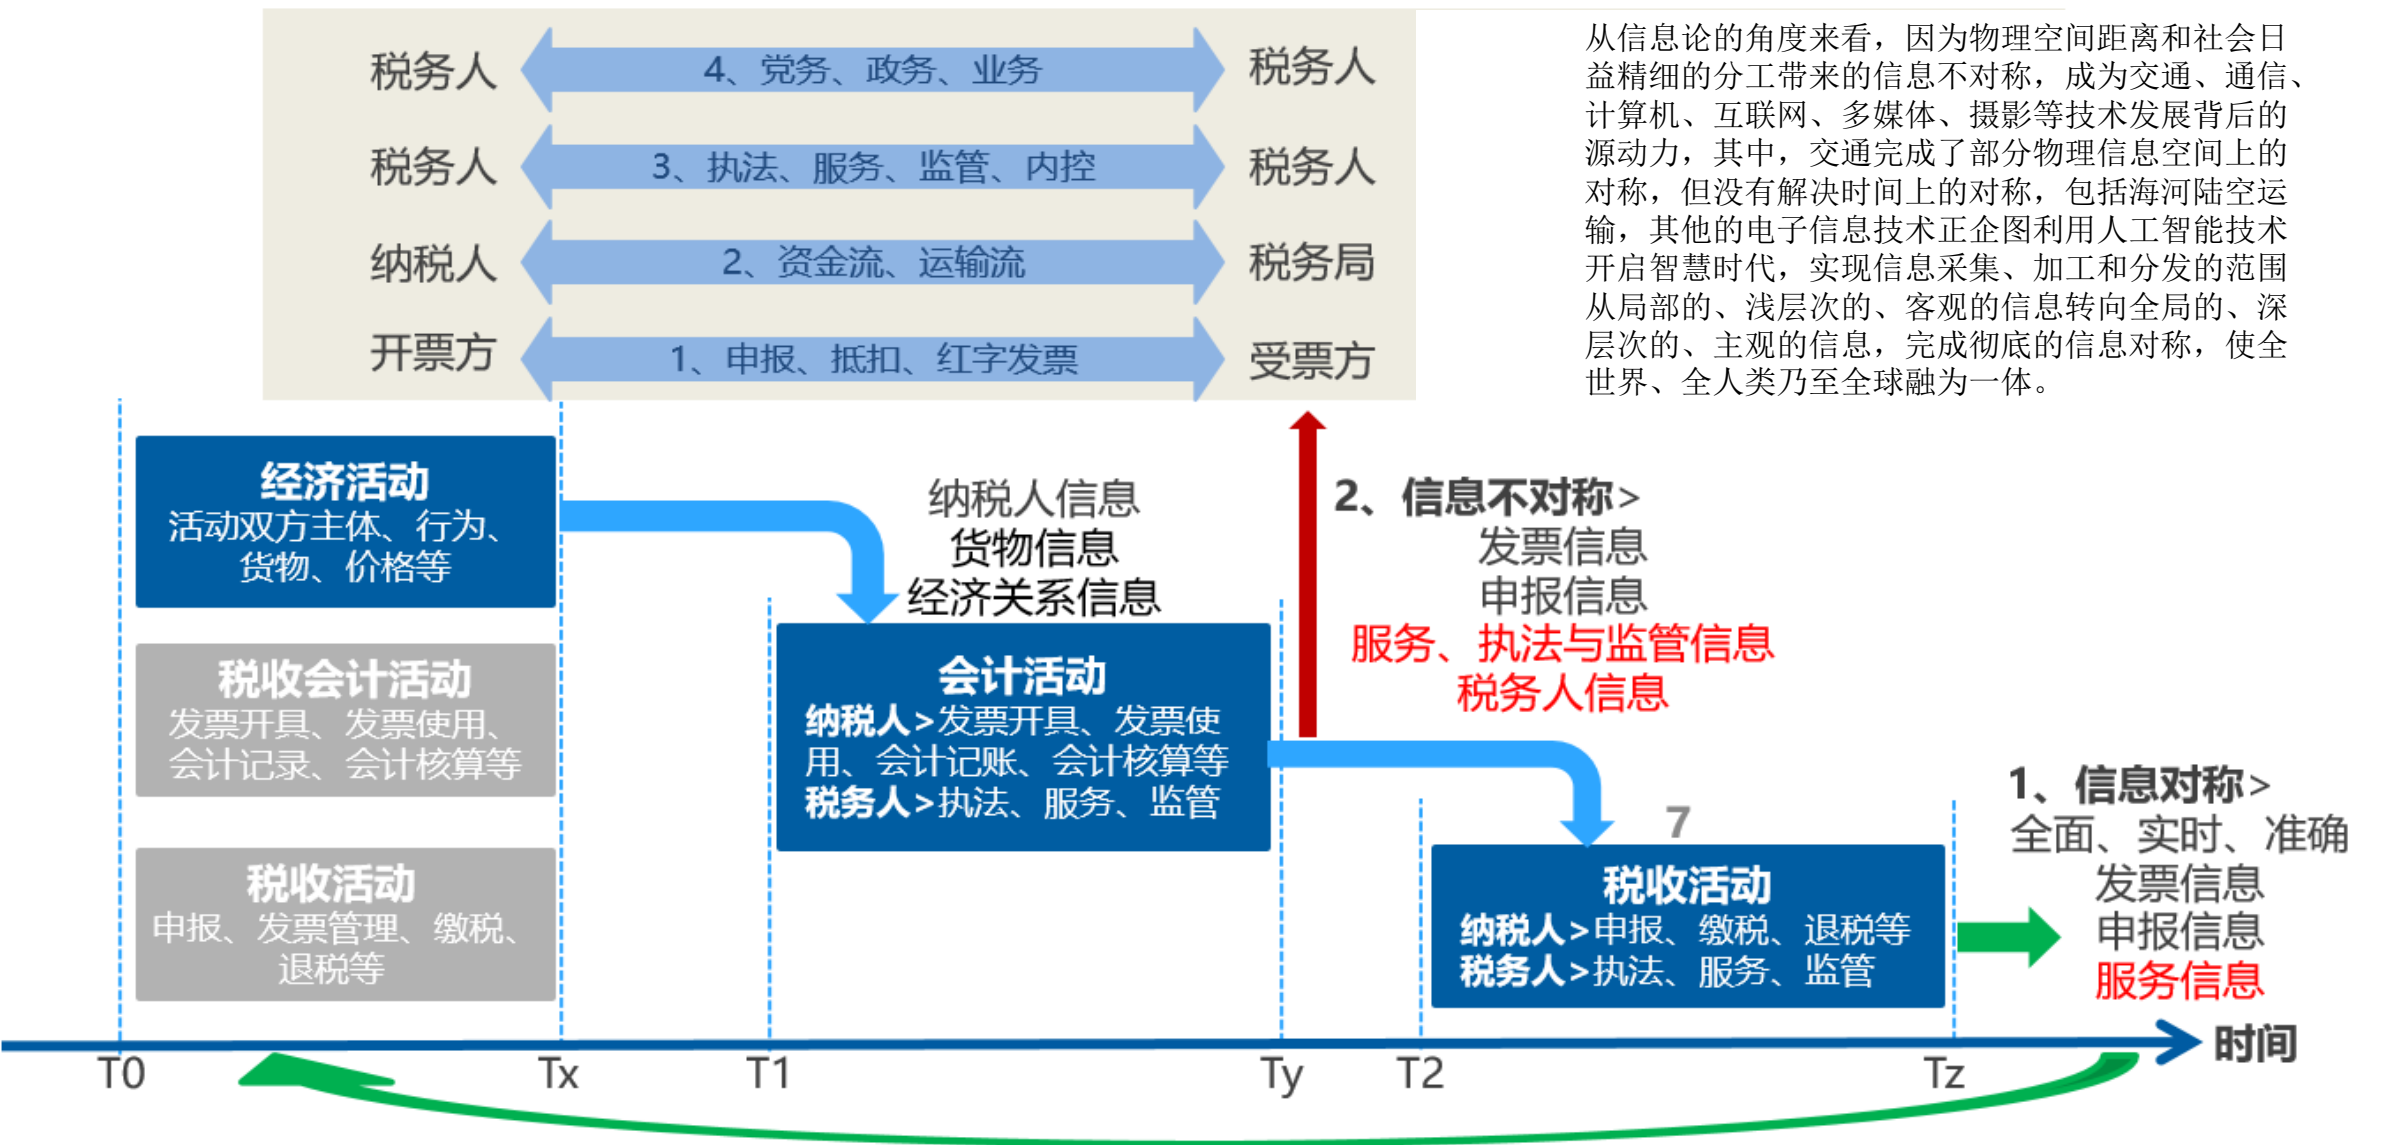 税务人
4、党务、政务、业务
税务人
税务人
3、执法、服务、监管、内控
税务人
纳税人
2、资金流、运输流
税务局
开票方
1、申报、抵扣、红字发票
受票方
从信息论的角度来看，因为物理空间距离和社会日
益精细的分工带来的信息不对称，成为交通、通信、
计算机、互联网、多媒体、摄影等技术发展背后的
源动力，其中，交通完成了部分物理信息空间上的
对称，但没有解决时间上的对称，包括海河陆空运
输，其他的电子信息技术正企图利用人工智能技术
开启智慧时代，实现信息采集、加工和分发的范围
从局部的、浅层次的、客观的信息转向全局的、深
层次的、主观的信息，完成彻底的信息对称，使全
世界、全人类乃至全球融为一体。
经济活动
活动双方主体、行为、
货物、价格等
税收会计活动
发票开具、发票使用、
会计记录、会计核算等
税收活动
申报、发票管理、缴税、
退税等
纳税人信息
货物信息
经济关系信息
会计活动
纳税人>发票开具、发票使
用、会计记账、会计核算等
税务人>执法、服务、监管
2、信息不对称>
发票信息
申报信息
服务、执法与监管信息
税务人信息
7
税收活动
纳税人>申报、缴税、退税等
税务人>执法、服务、监管
1、信息对称>
全面、实时、准确
发票信息
申报信息
服务信息
时间
T0
Tx
T1
Ty
T2
Tz